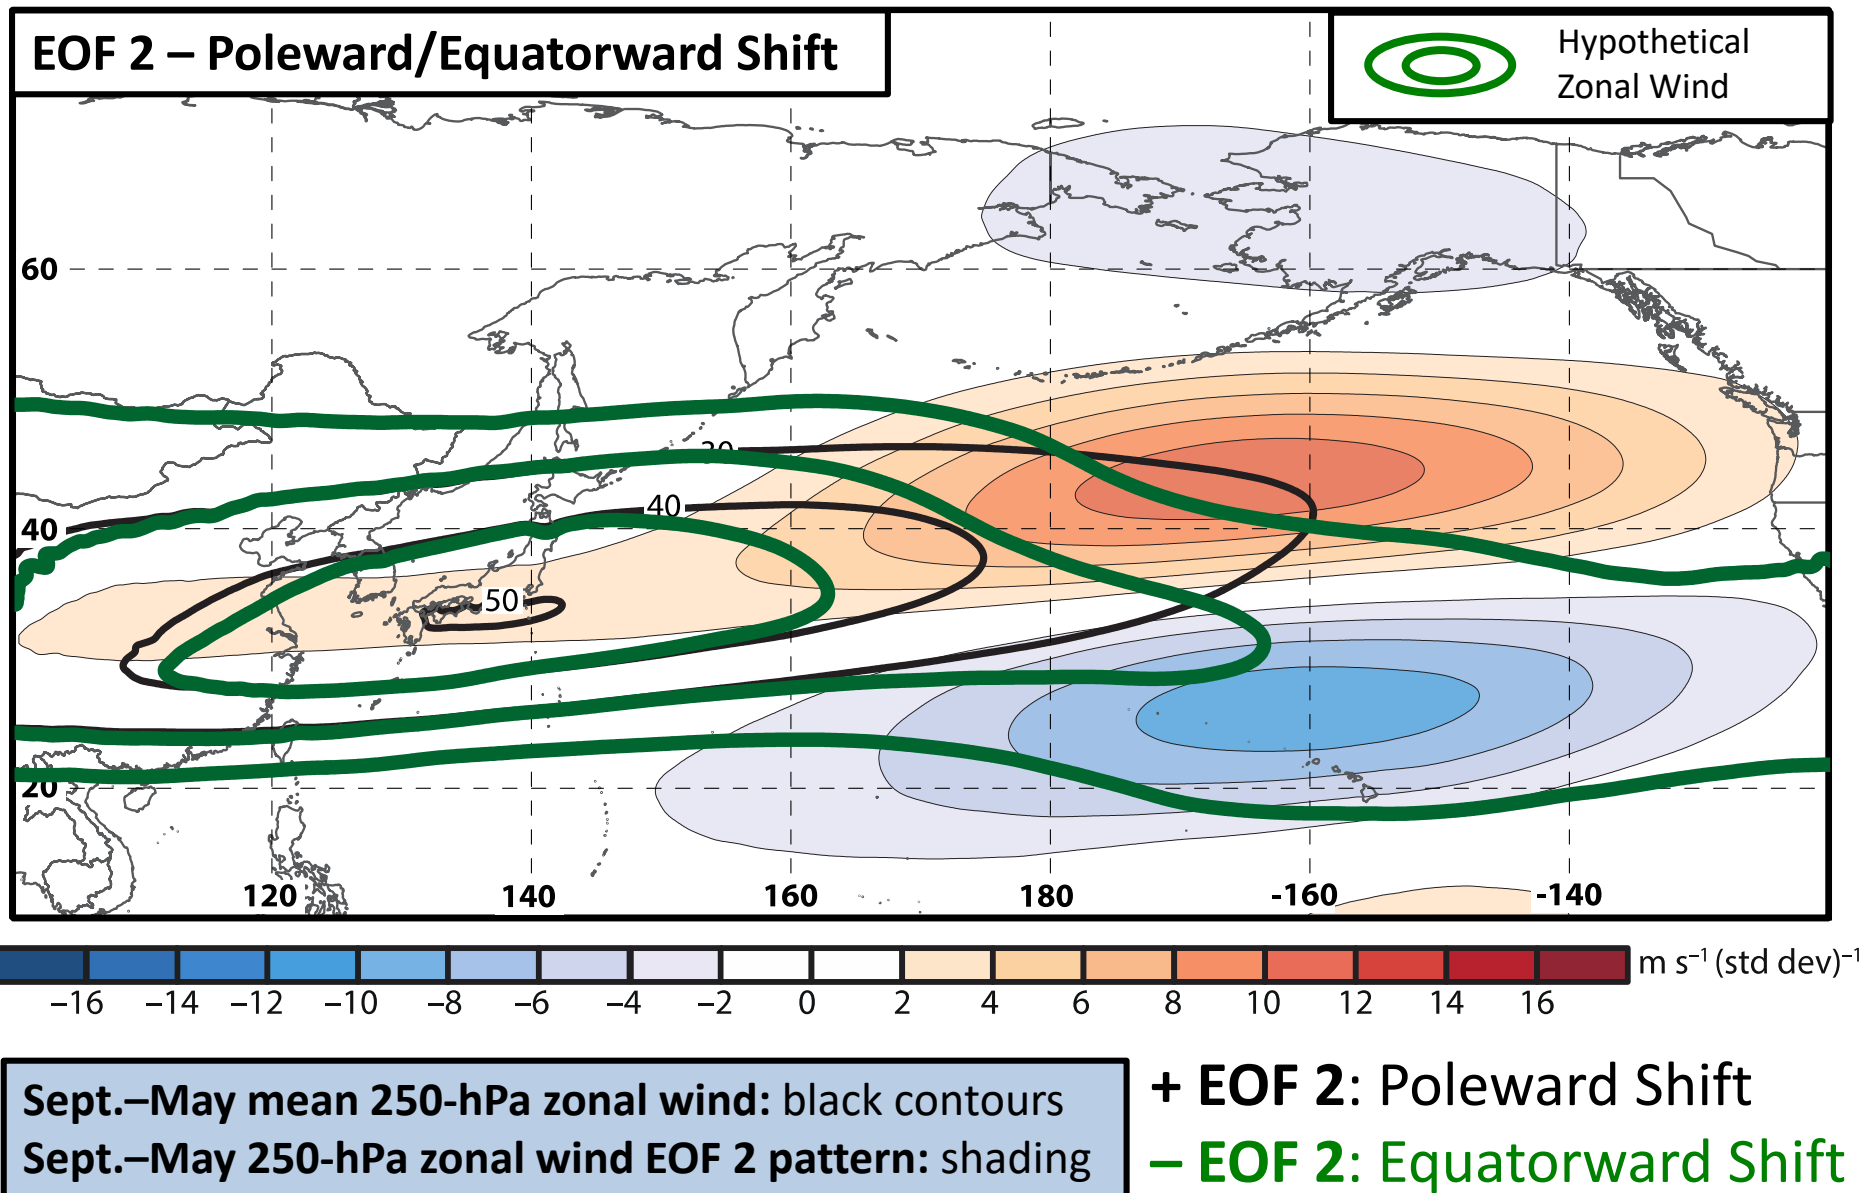 EOF 2 – Poleward/Equatorward Shift
Hypothetical
Zonal Wind
60
40
20
40
50
120 140 160 180 -160 -140
−16 −14 −12 −10 −8 −6 −4 −2 0 2 4 6 8 10 12 14 16
m s⁻¹ (std dev)⁻¹
Sept.–May mean 250-hPa zonal wind: black contours
Sept.–May 250-hPa zonal wind EOF 2 pattern: shading
+ EOF 2: Poleward Shift
– EOF 2: Equatorward Shift